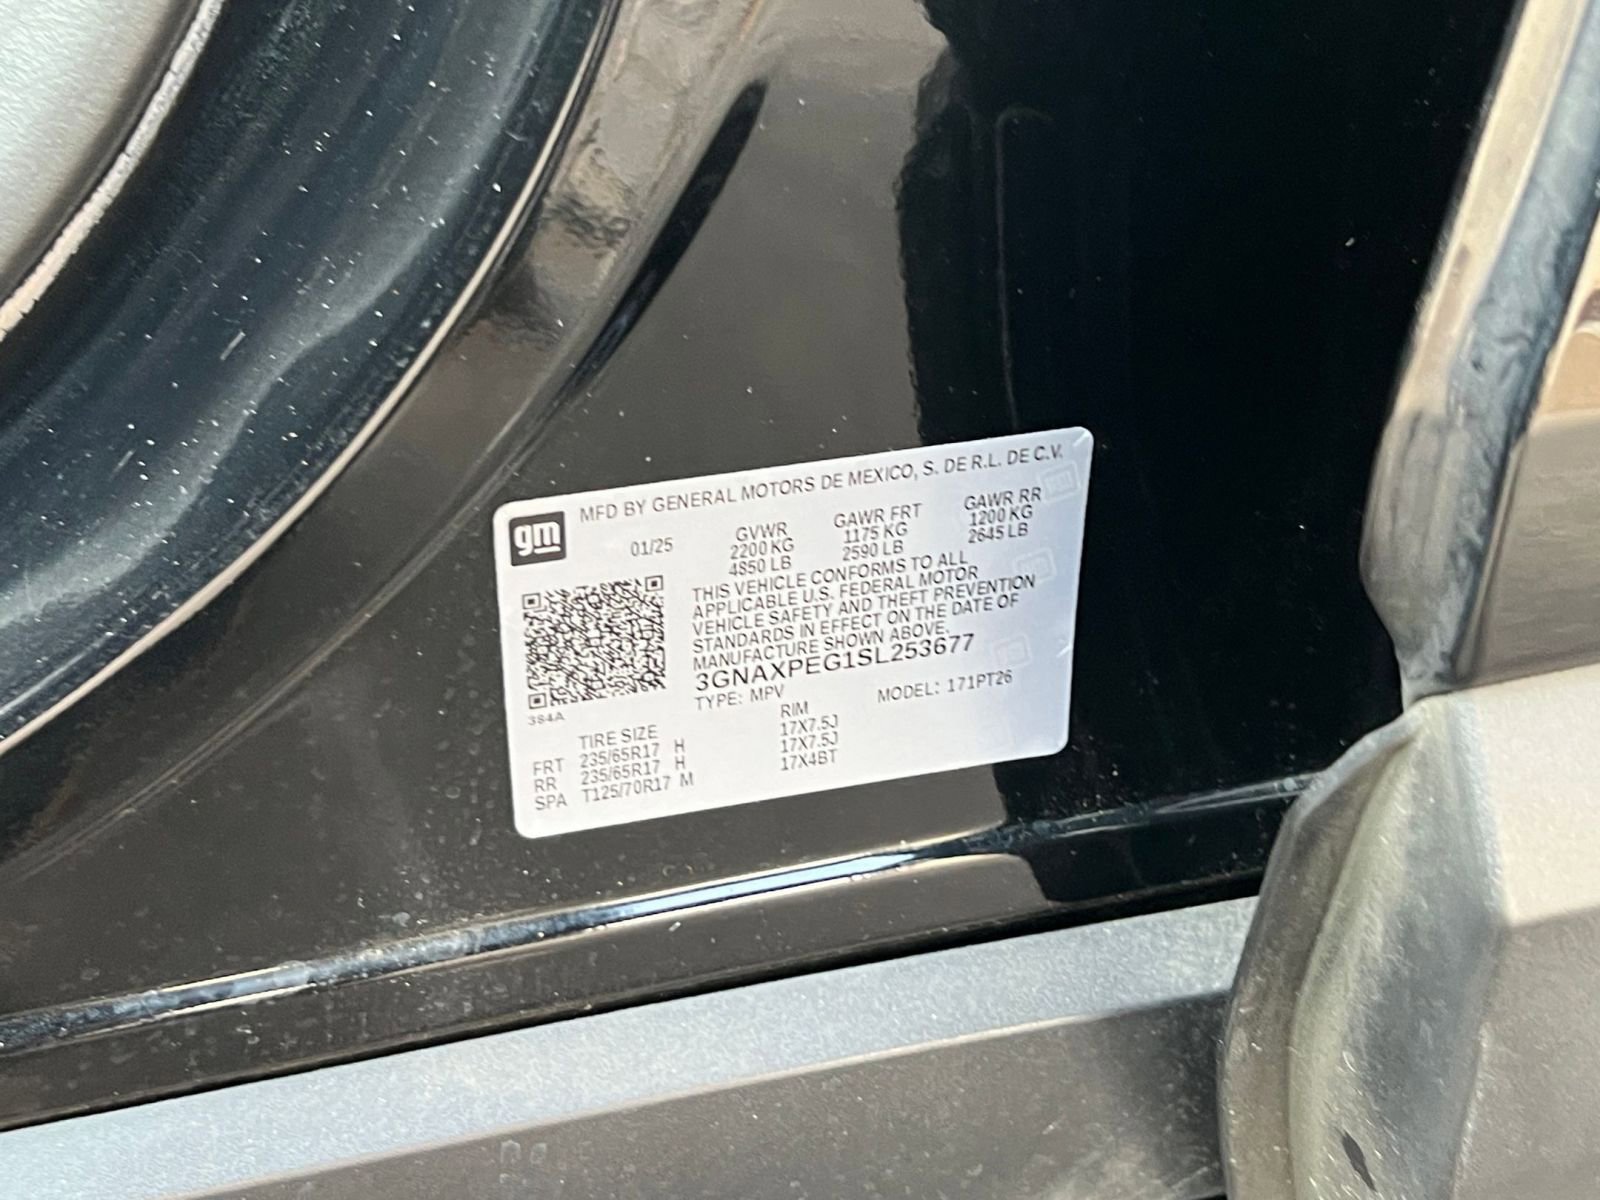 gm
MFD BY GENERAL MOTORS DE MEXICO, S. DE R.L. DE C.V.
01/25
GVWR
2200 KG
4850 LB
GAWR FRT
1175 KG
2590 LB
GAWR RR
1200 KG
2645 LB
THIS VEHICLE CONFORMS TO ALL
APPLICABLE U.S. FEDERAL MOTOR
VEHICLE SAFETY AND THEFT PREVENTION
STANDARDS IN EFFECT ON THE DATE OF
MANUFACTURE SHOWN ABOVE.
3GNAXPEG1SL253677
TYPE: MPV MODEL: 171PT26
384A
TIRE SIZE RIM
FRT 235/65R17 H 17X7.5J
RR 235/65R17 H 17X7.5J
SPA T125/70R17 M 17X4BT